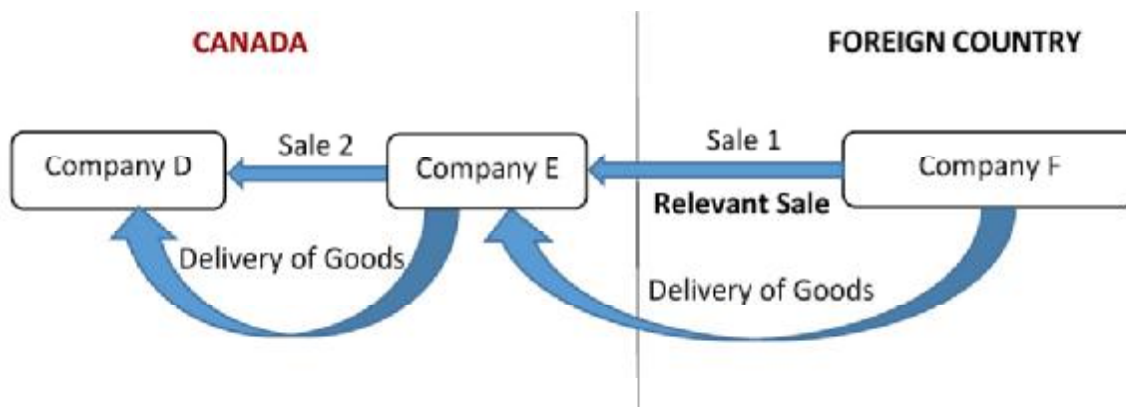 CANADA
FOREIGN COUNTRY
Company D
Sale 2
Company E
Sale 1
Relevant Sale
Company F
Delivery of Goods
Delivery of Goods